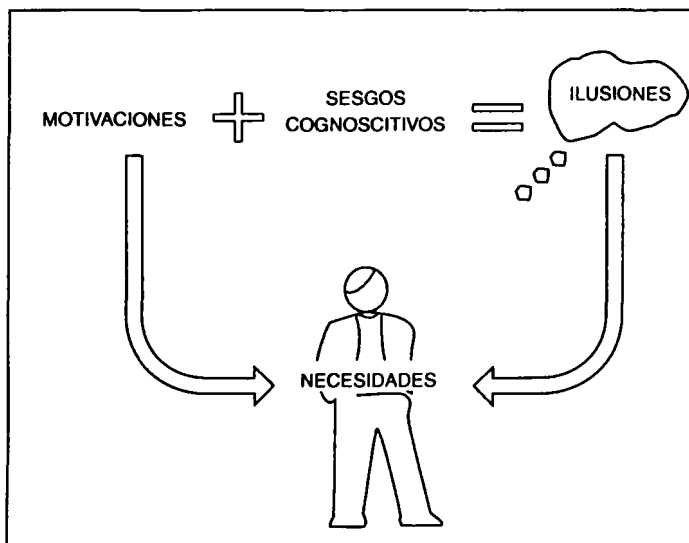 MOTIVACIONES
SESGOS
COGNOSCITIVOS
ILUSIONES
NECESIDADES